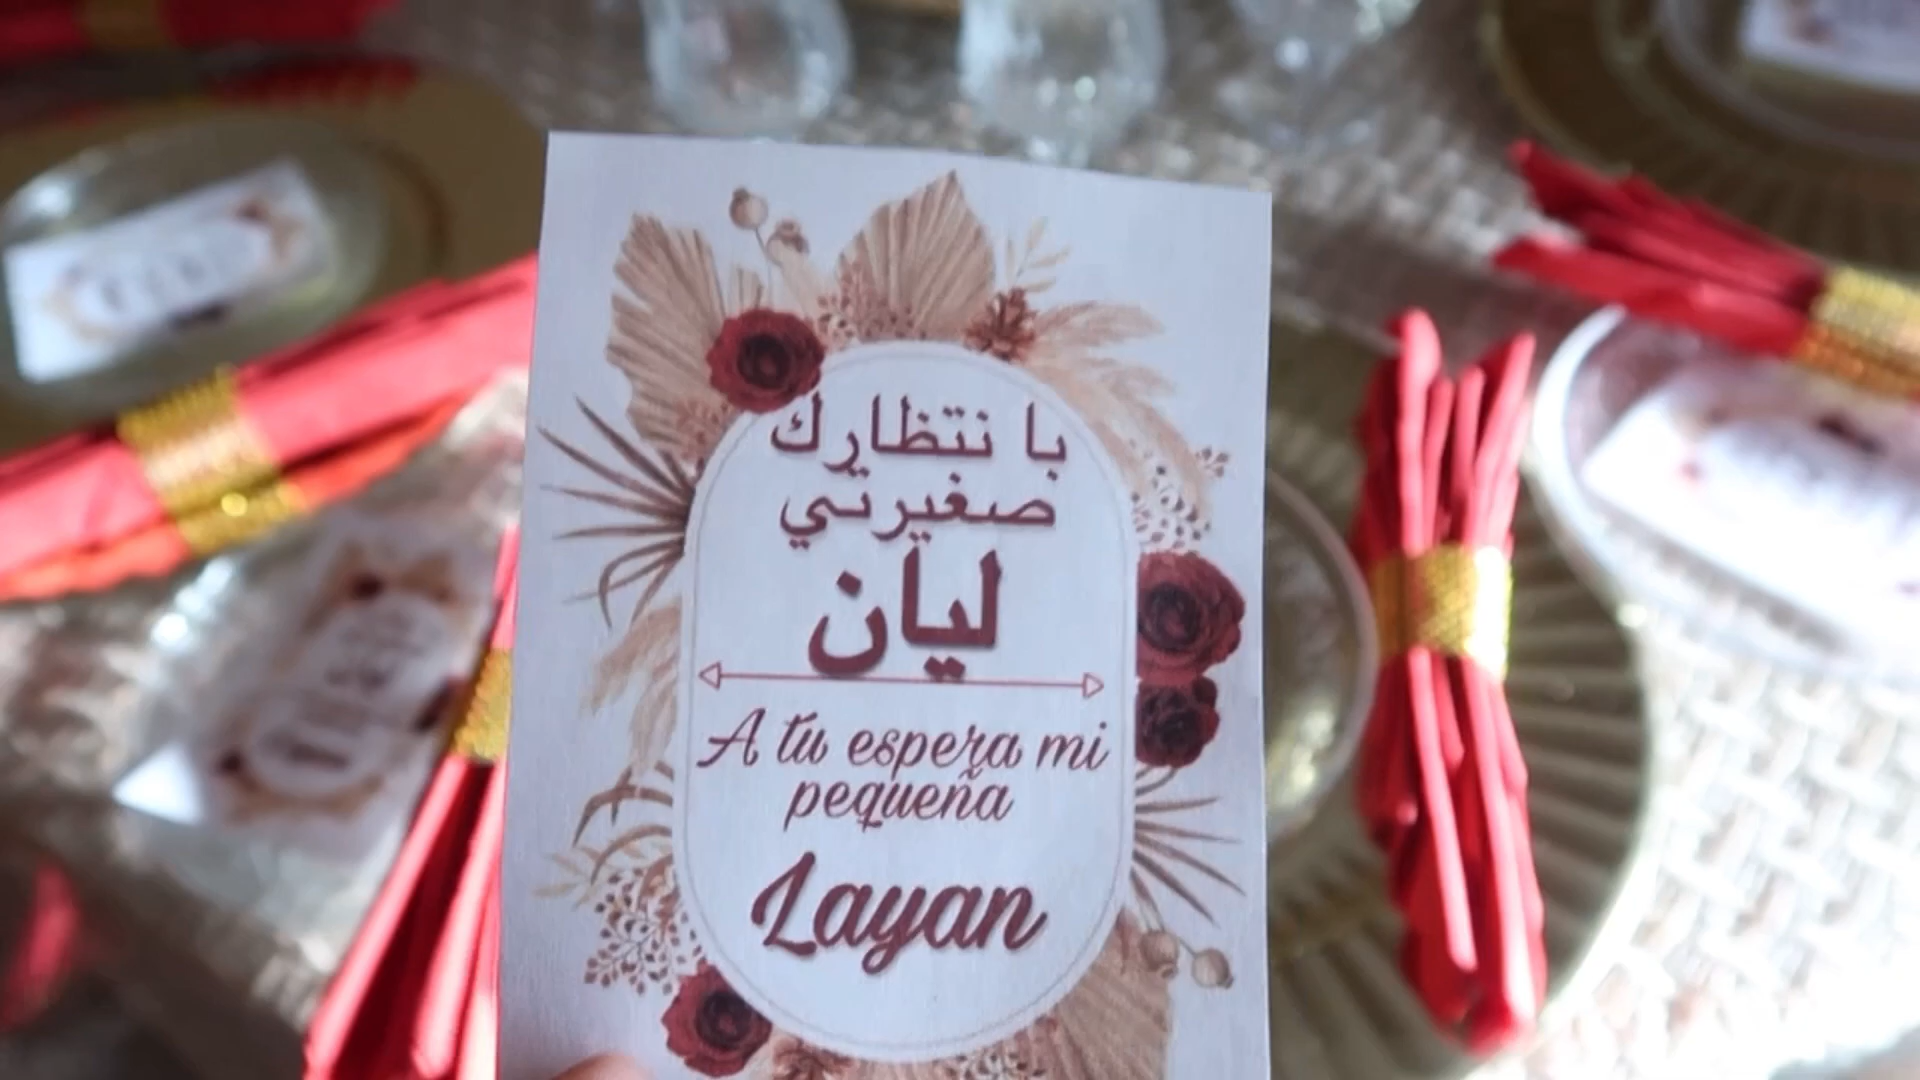 با نتظارك
صغيرتي
ليان
A tu espera mi
pequeña
Layan